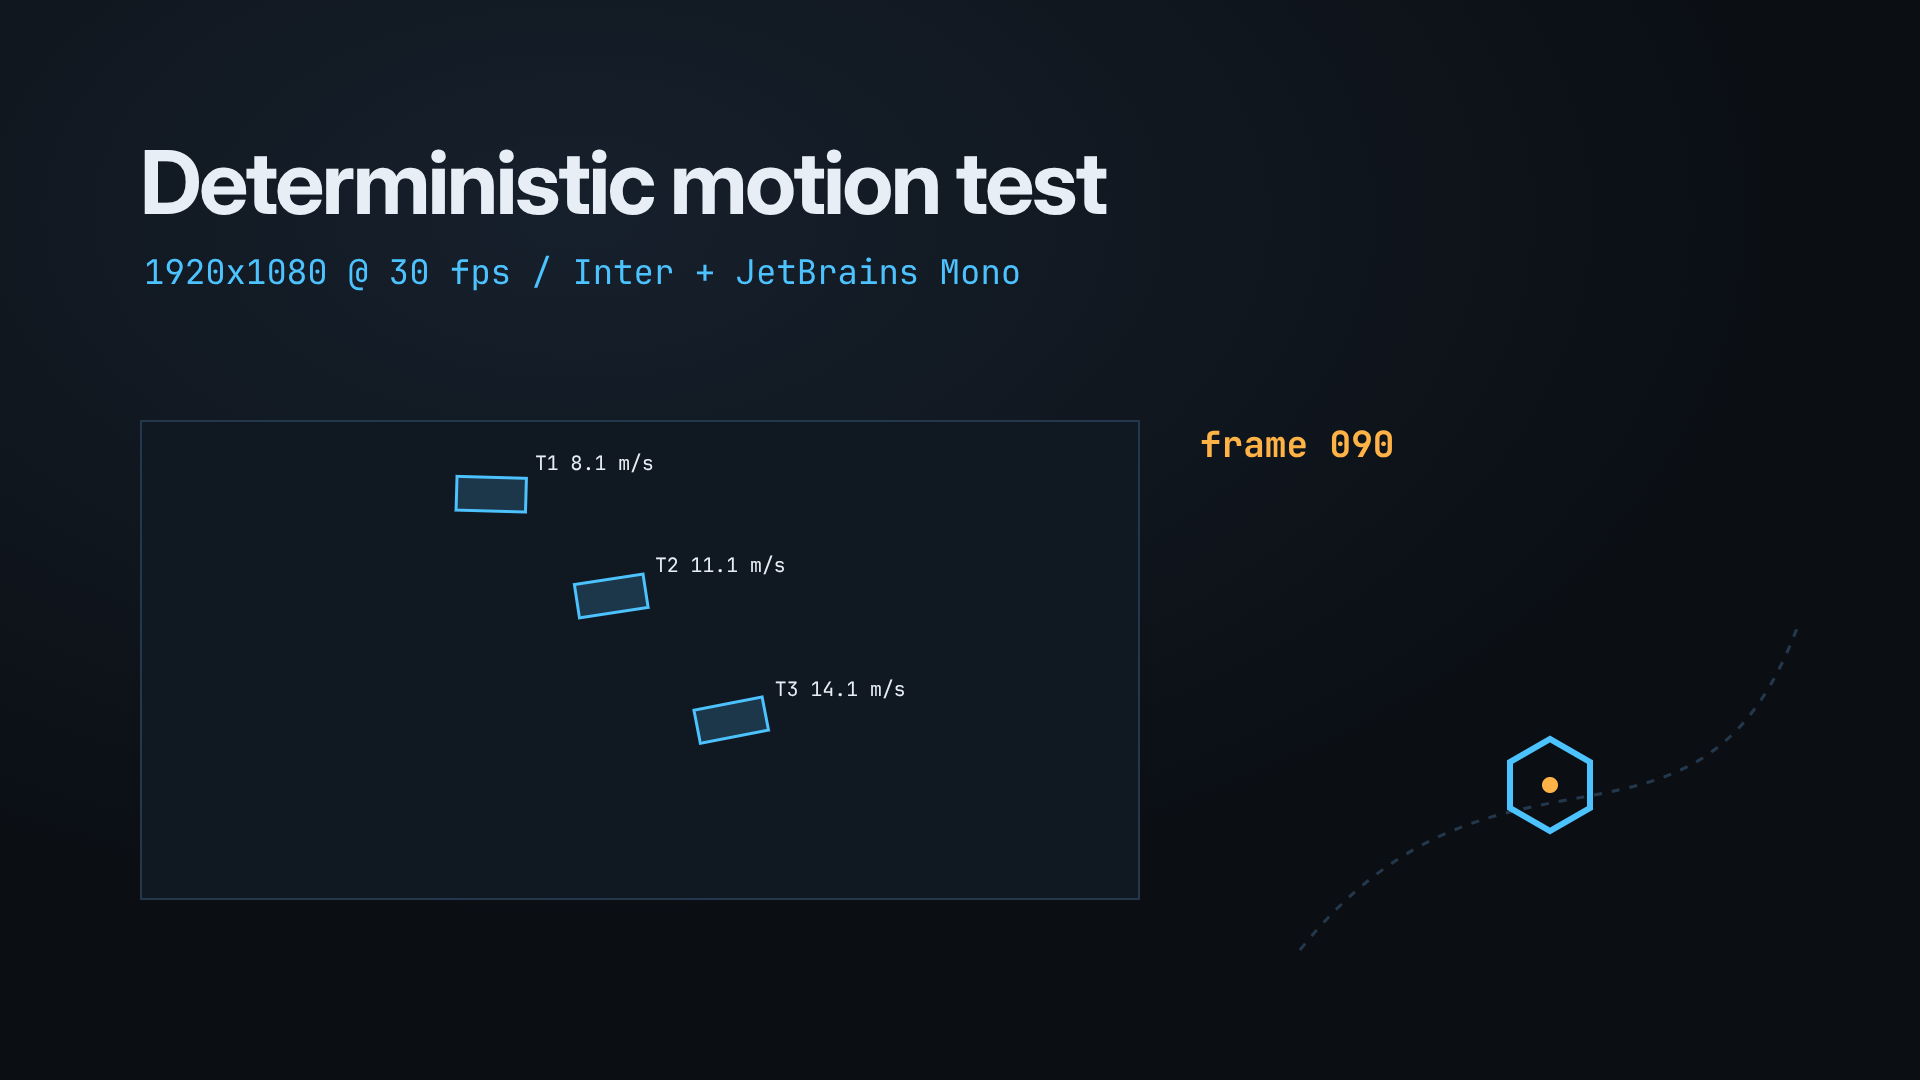 Deterministic motion test
1920x1080 @ 30 fps / Inter + JetBrains Mono
frame 090
T1 8.1 m/s
T2 11.1 m/s
T3 14.1 m/s